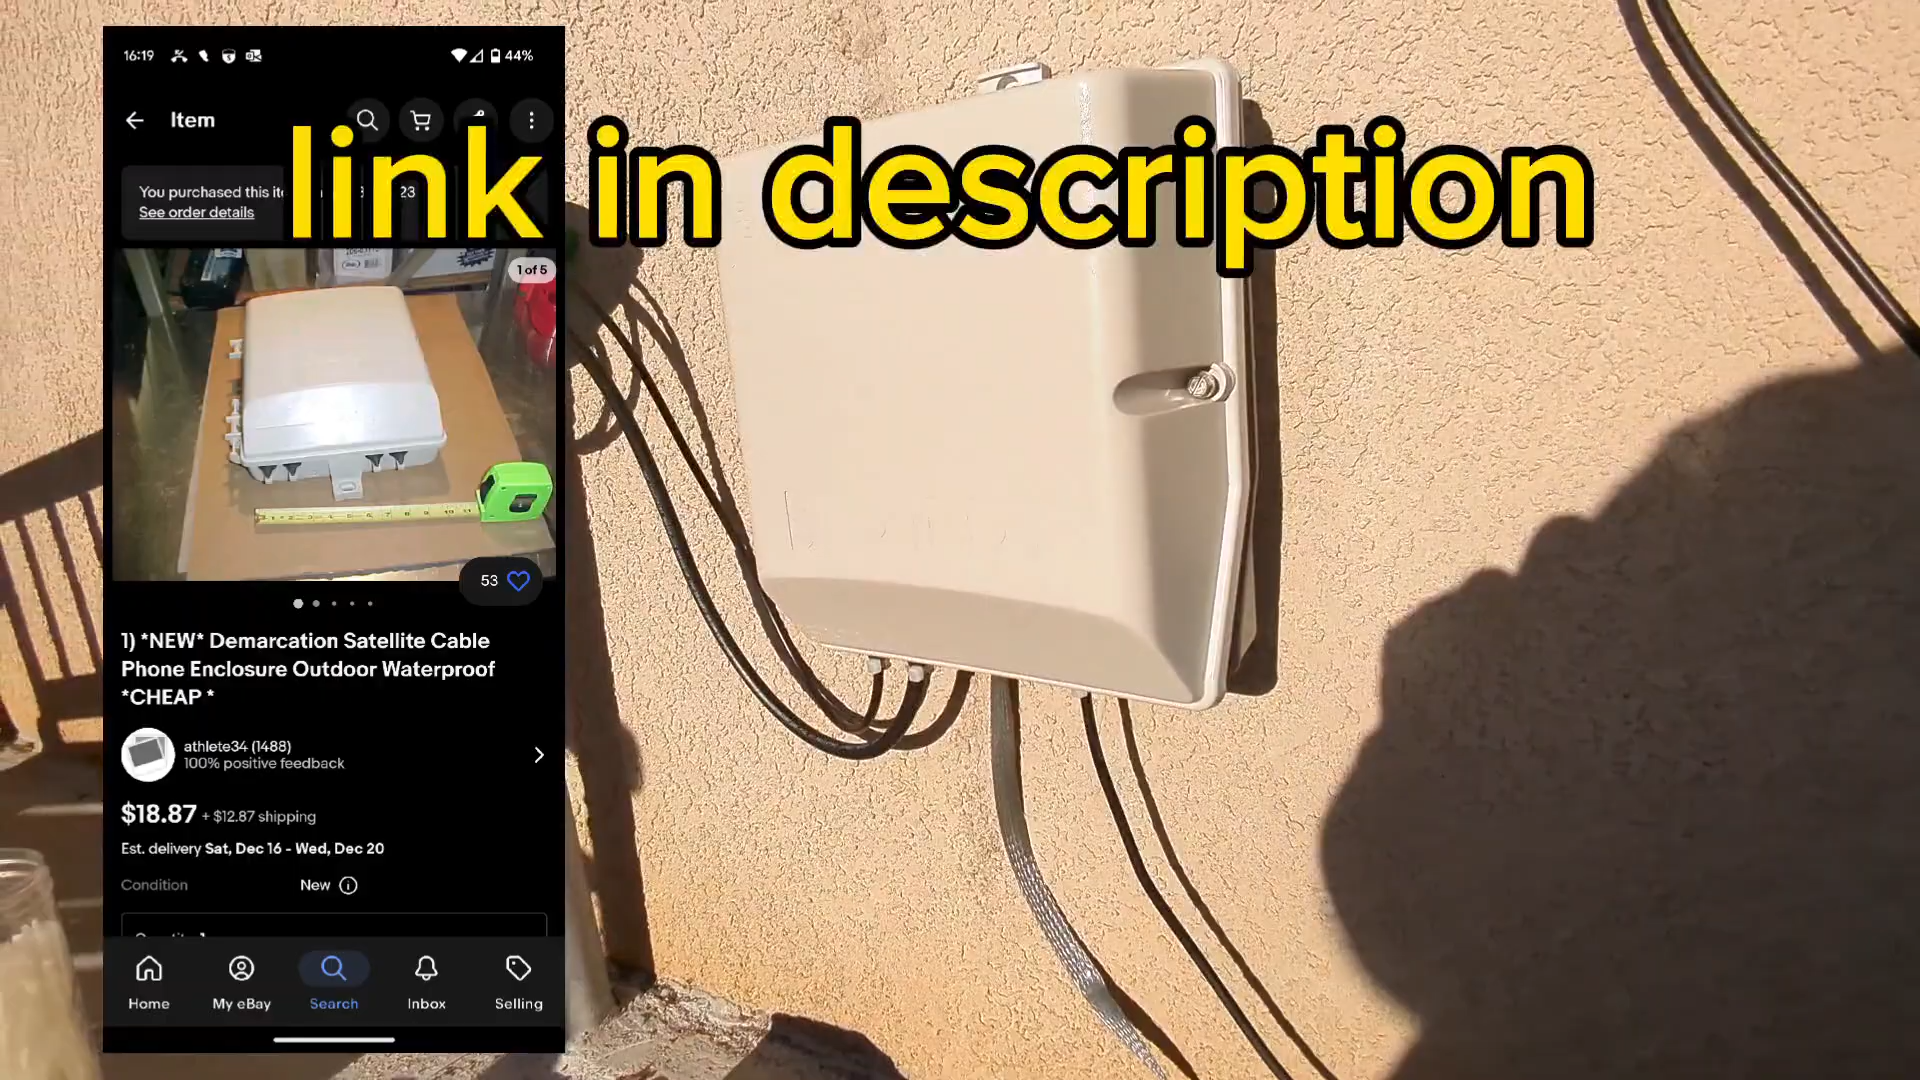 16:19
44%
Item
link in description
You purchased this
23
See order details
1 of 5
53
1) *NEW* Demarcation Satellite Cable
Phone Enclosure Outdoor Waterproof
*CHEAP *
athlete34 (1488)
100% positive feedback
$18.87 + $12.87 shipping
Est. delivery Sat, Dec 16 - Wed, Dec 20
Condition New
Home
My eBay
Search
Inbox
Selling